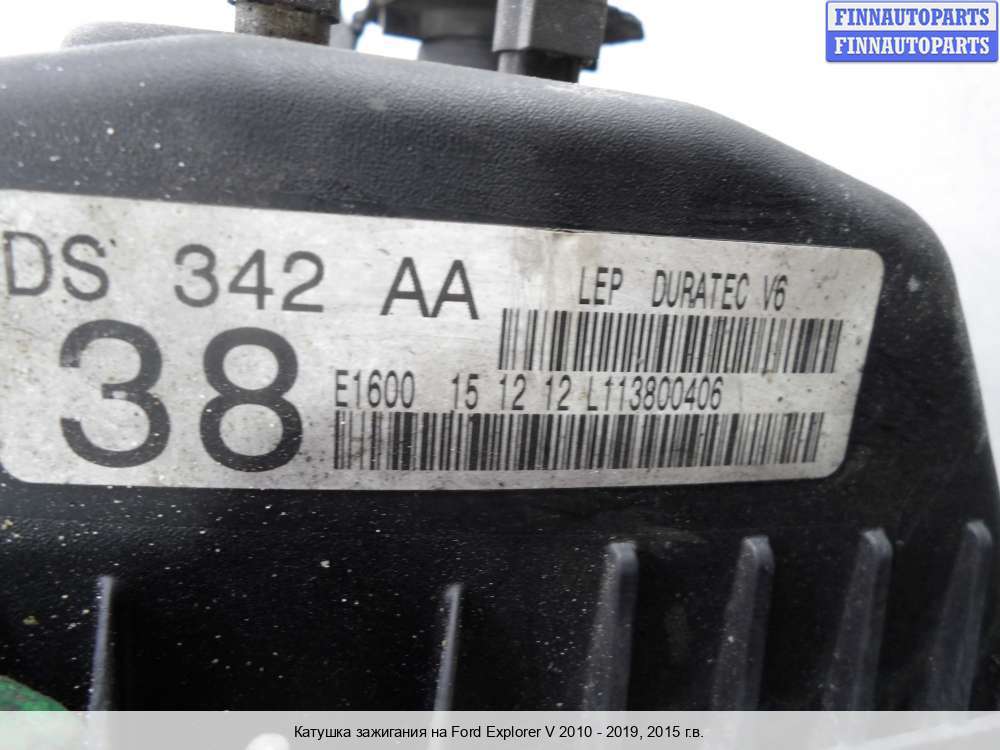 FINNAUTOPARTS
FINNAUTOPARTS
DS 342 AA
LEP DURATEC V6
38
E1600 15 12 12 L113800406
Катушка зажигания на Ford Explorer V 2010 - 2019, 2015 г.в.